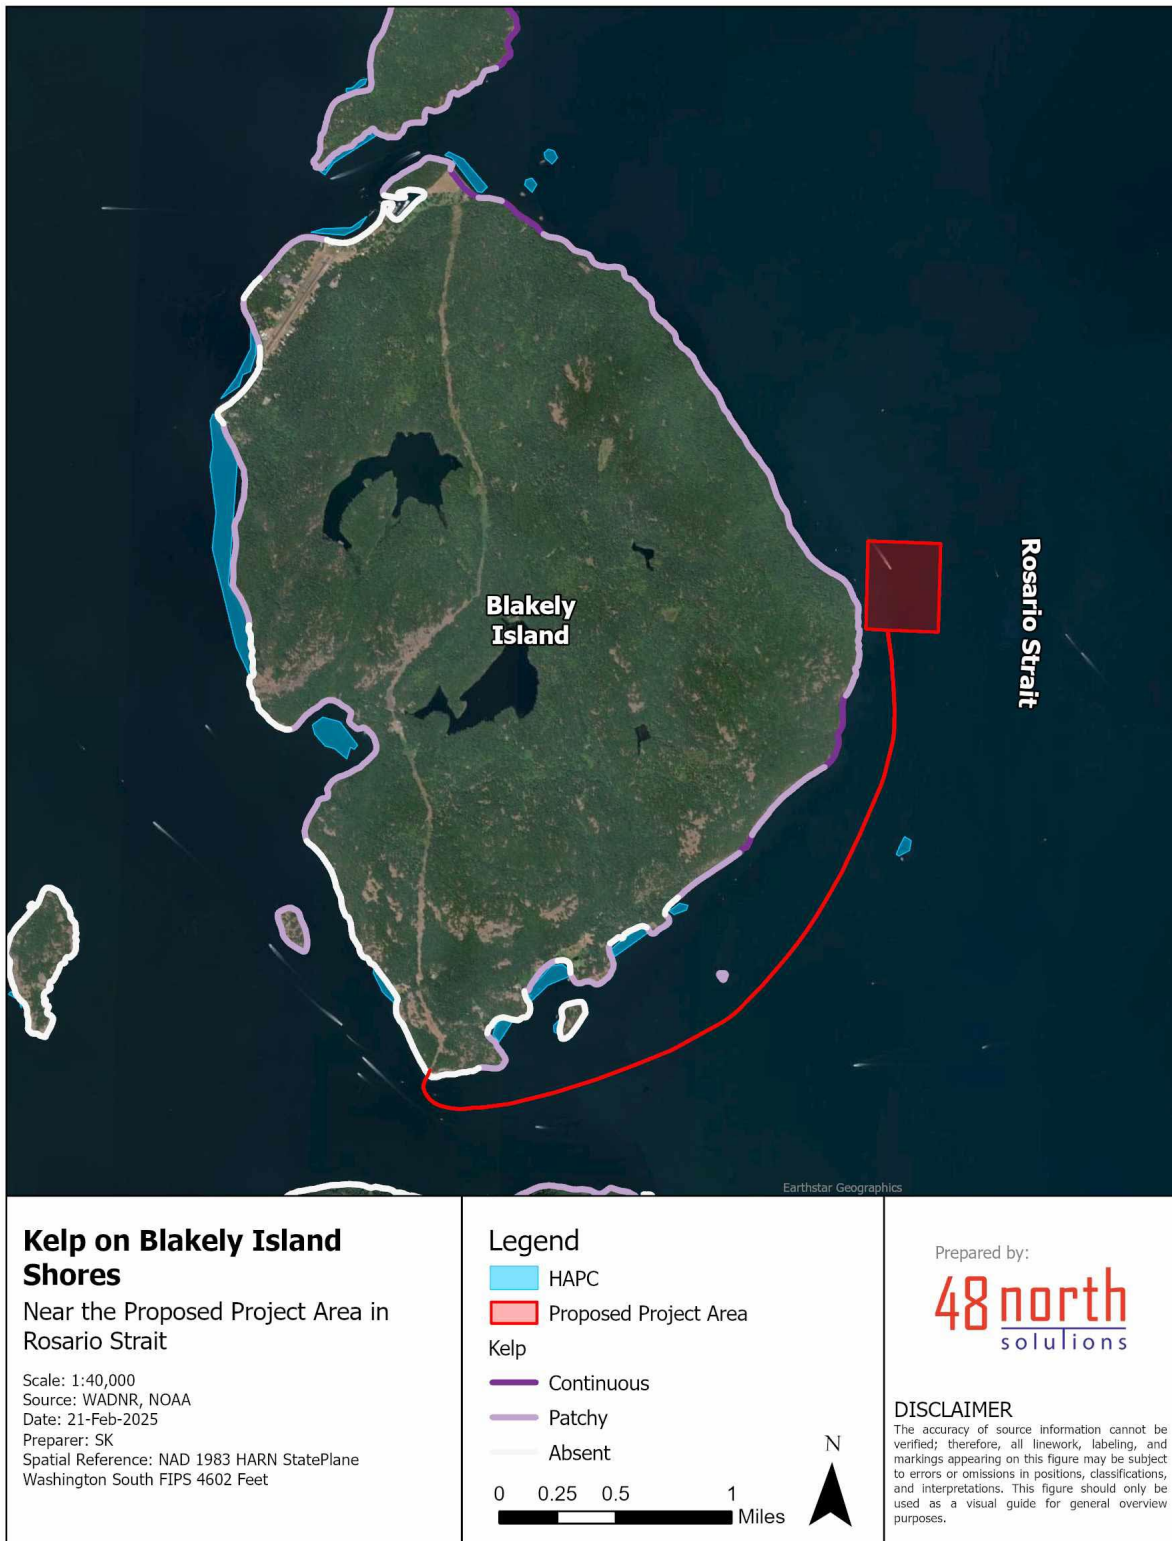 Blakely
Island
Rosario Strait
Earthstar Geographics
Kelp on Blakely Island
Shores
Near the Proposed Project Area in
Rosario Strait
Scale: 1:40,000
Source: WADNR, NOAA
Date: 21-Feb-2025
Preparer: SK
Spatial Reference: NAD 1983 HARN StatePlane
Washington South FIPS 4602 Feet
Legend
HAPC
Proposed Project Area
Kelp
Continuous
Patchy
Absent
0 0.25 0.5 1
Miles
N
Prepared by:
48 north
solutions
DISCLAIMER
The accuracy of source information cannot be
verified; therefore, all linework, labeling, and
markings appearing on this figure may be subject
to errors or omissions in positions, classifications,
and interpretations. This figure should only be
used as a visual guide for general overview
purposes.